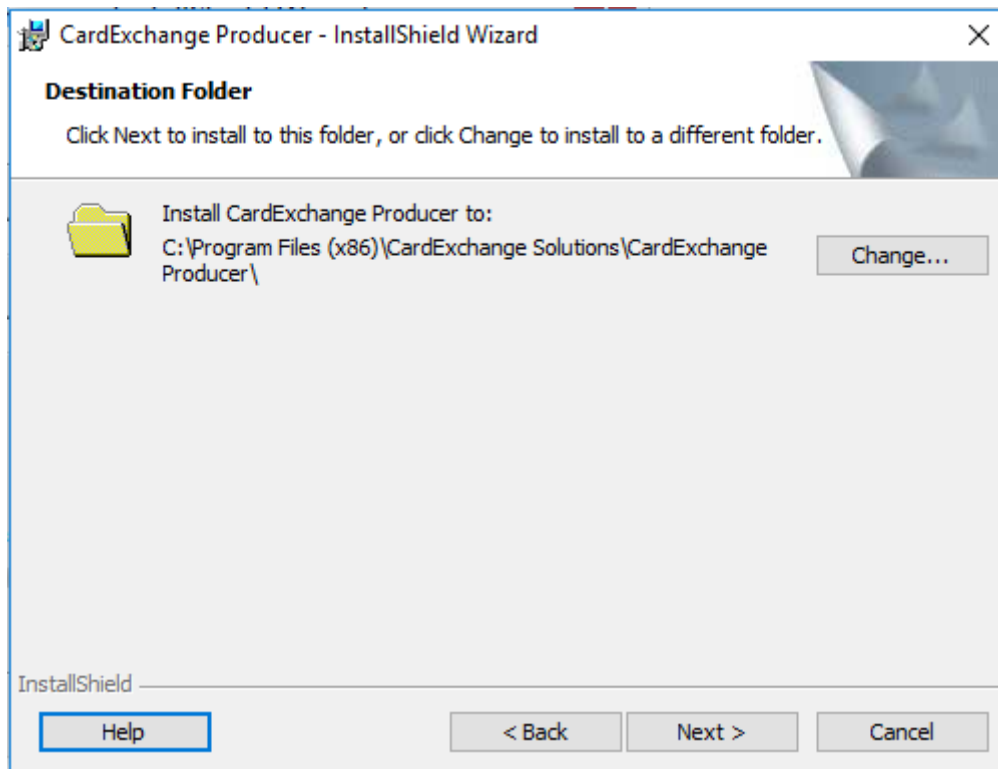 CardExchange Producer - InstallShield Wizard
Destination Folder
Click Next to install to this folder, or click Change to install to a different folder.
Install CardExchange Producer to:
C:\Program Files (x86)\CardExchange Solutions\CardExchange
Producer\
Change...
InstallShield
Help
< Back
Next >
Cancel